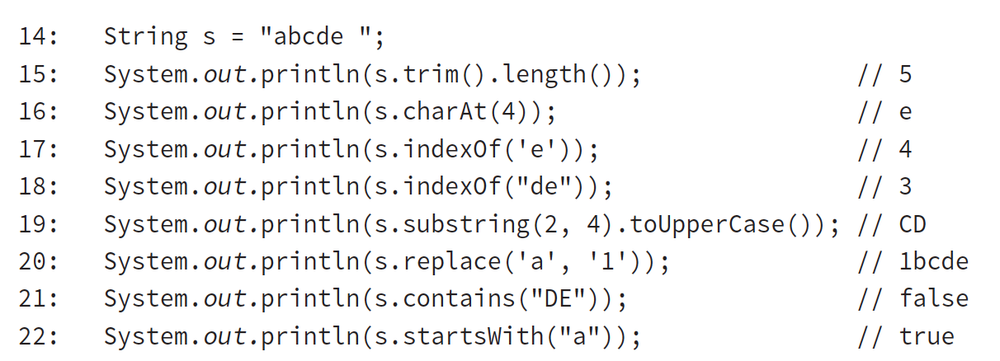 14:   String s = "abcde ";
15:   System.out.println(s.trim().length());               // 5
16:   System.out.println(s.charAt(4));                     // e
17:   System.out.println(s.indexOf('e'));                  // 4
18:   System.out.println(s.indexOf("de"));                 // 3
19:   System.out.println(s.substring(2, 4).toUpperCase()); // CD
20:   System.out.println(s.replace('a', '1'));             // 1bcde
21:   System.out.println(s.contains("DE"));                // false
22:   System.out.println(s.startsWith("a"));               // true